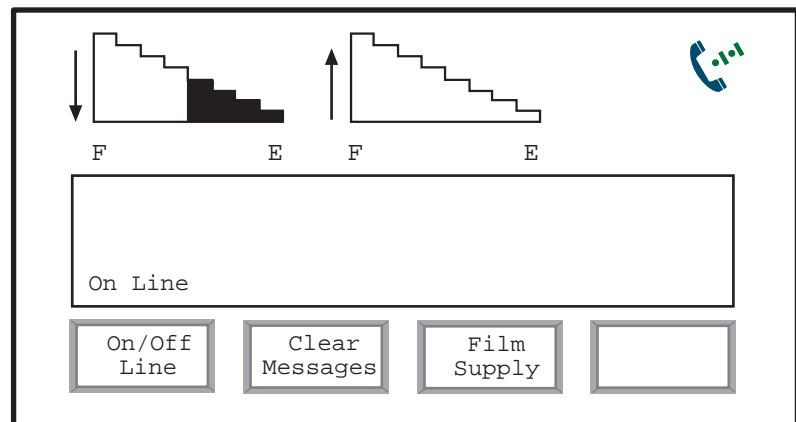 F E F E
On Line
On/Off
Line
Clear
Messages
Film
Supply